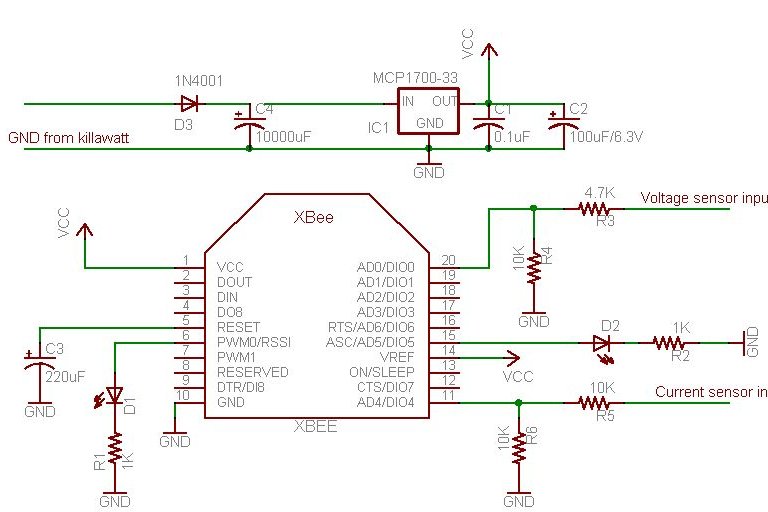 VCC
1N4001
MCP1700-33
D3
C4
IN
OUT
C1
C2
GND from killawatt
10000uF
IC1
GND
0.1uF
100uF/6.3V
GND
4.7K
Voltage sensor inpu
VCC
XBee
R3
10K
R4
1
VCC
AD0/DIO0
20
2
DOUT
AD1/DIO1
19
3
DIN
AD2/DIO2
18
4
DO8
AD3/DIO3
17
5
RESET
RTS/AD6/DIO6
16
6
PWM0/RSSI
ASC/AD5/DIO5
15
7
PWM1
VREF
14
8
RESERVED
ON/SLEEP
13
9
DTR/DI8
CTS/DIO7
12
10
GND
AD4/DIO4
11
GND
D2
1K
R2
GND
C3
220uF
GND
VCC
D1
10K
Current sensor in
R5
GND
XBEE
10K
R6
R1
1K
GND
GND